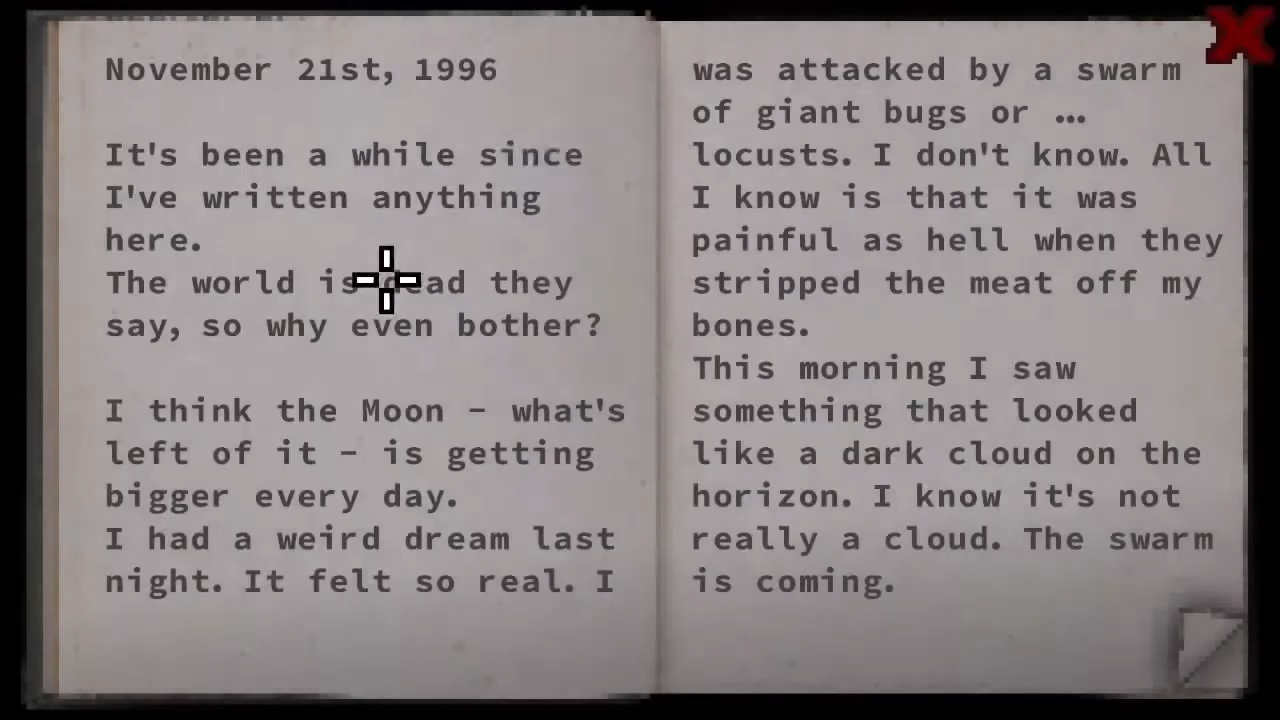 November 21st, 1996
It's been a while since
I've written anything
here.
The world is dead they
say, so why even bother?
I think the Moon - what's
left of it - is getting
bigger every day.
I had a weird dream last
night. It felt so real. I
was attacked by a swarm
of giant bugs or ...
locusts. I don't know. All
I know is that it was
painful as hell when they
stripped the meat off my
bones.
This morning I saw
something that looked
like a dark cloud on the
horizon. I know it's not
really a cloud. The swarm
is coming.